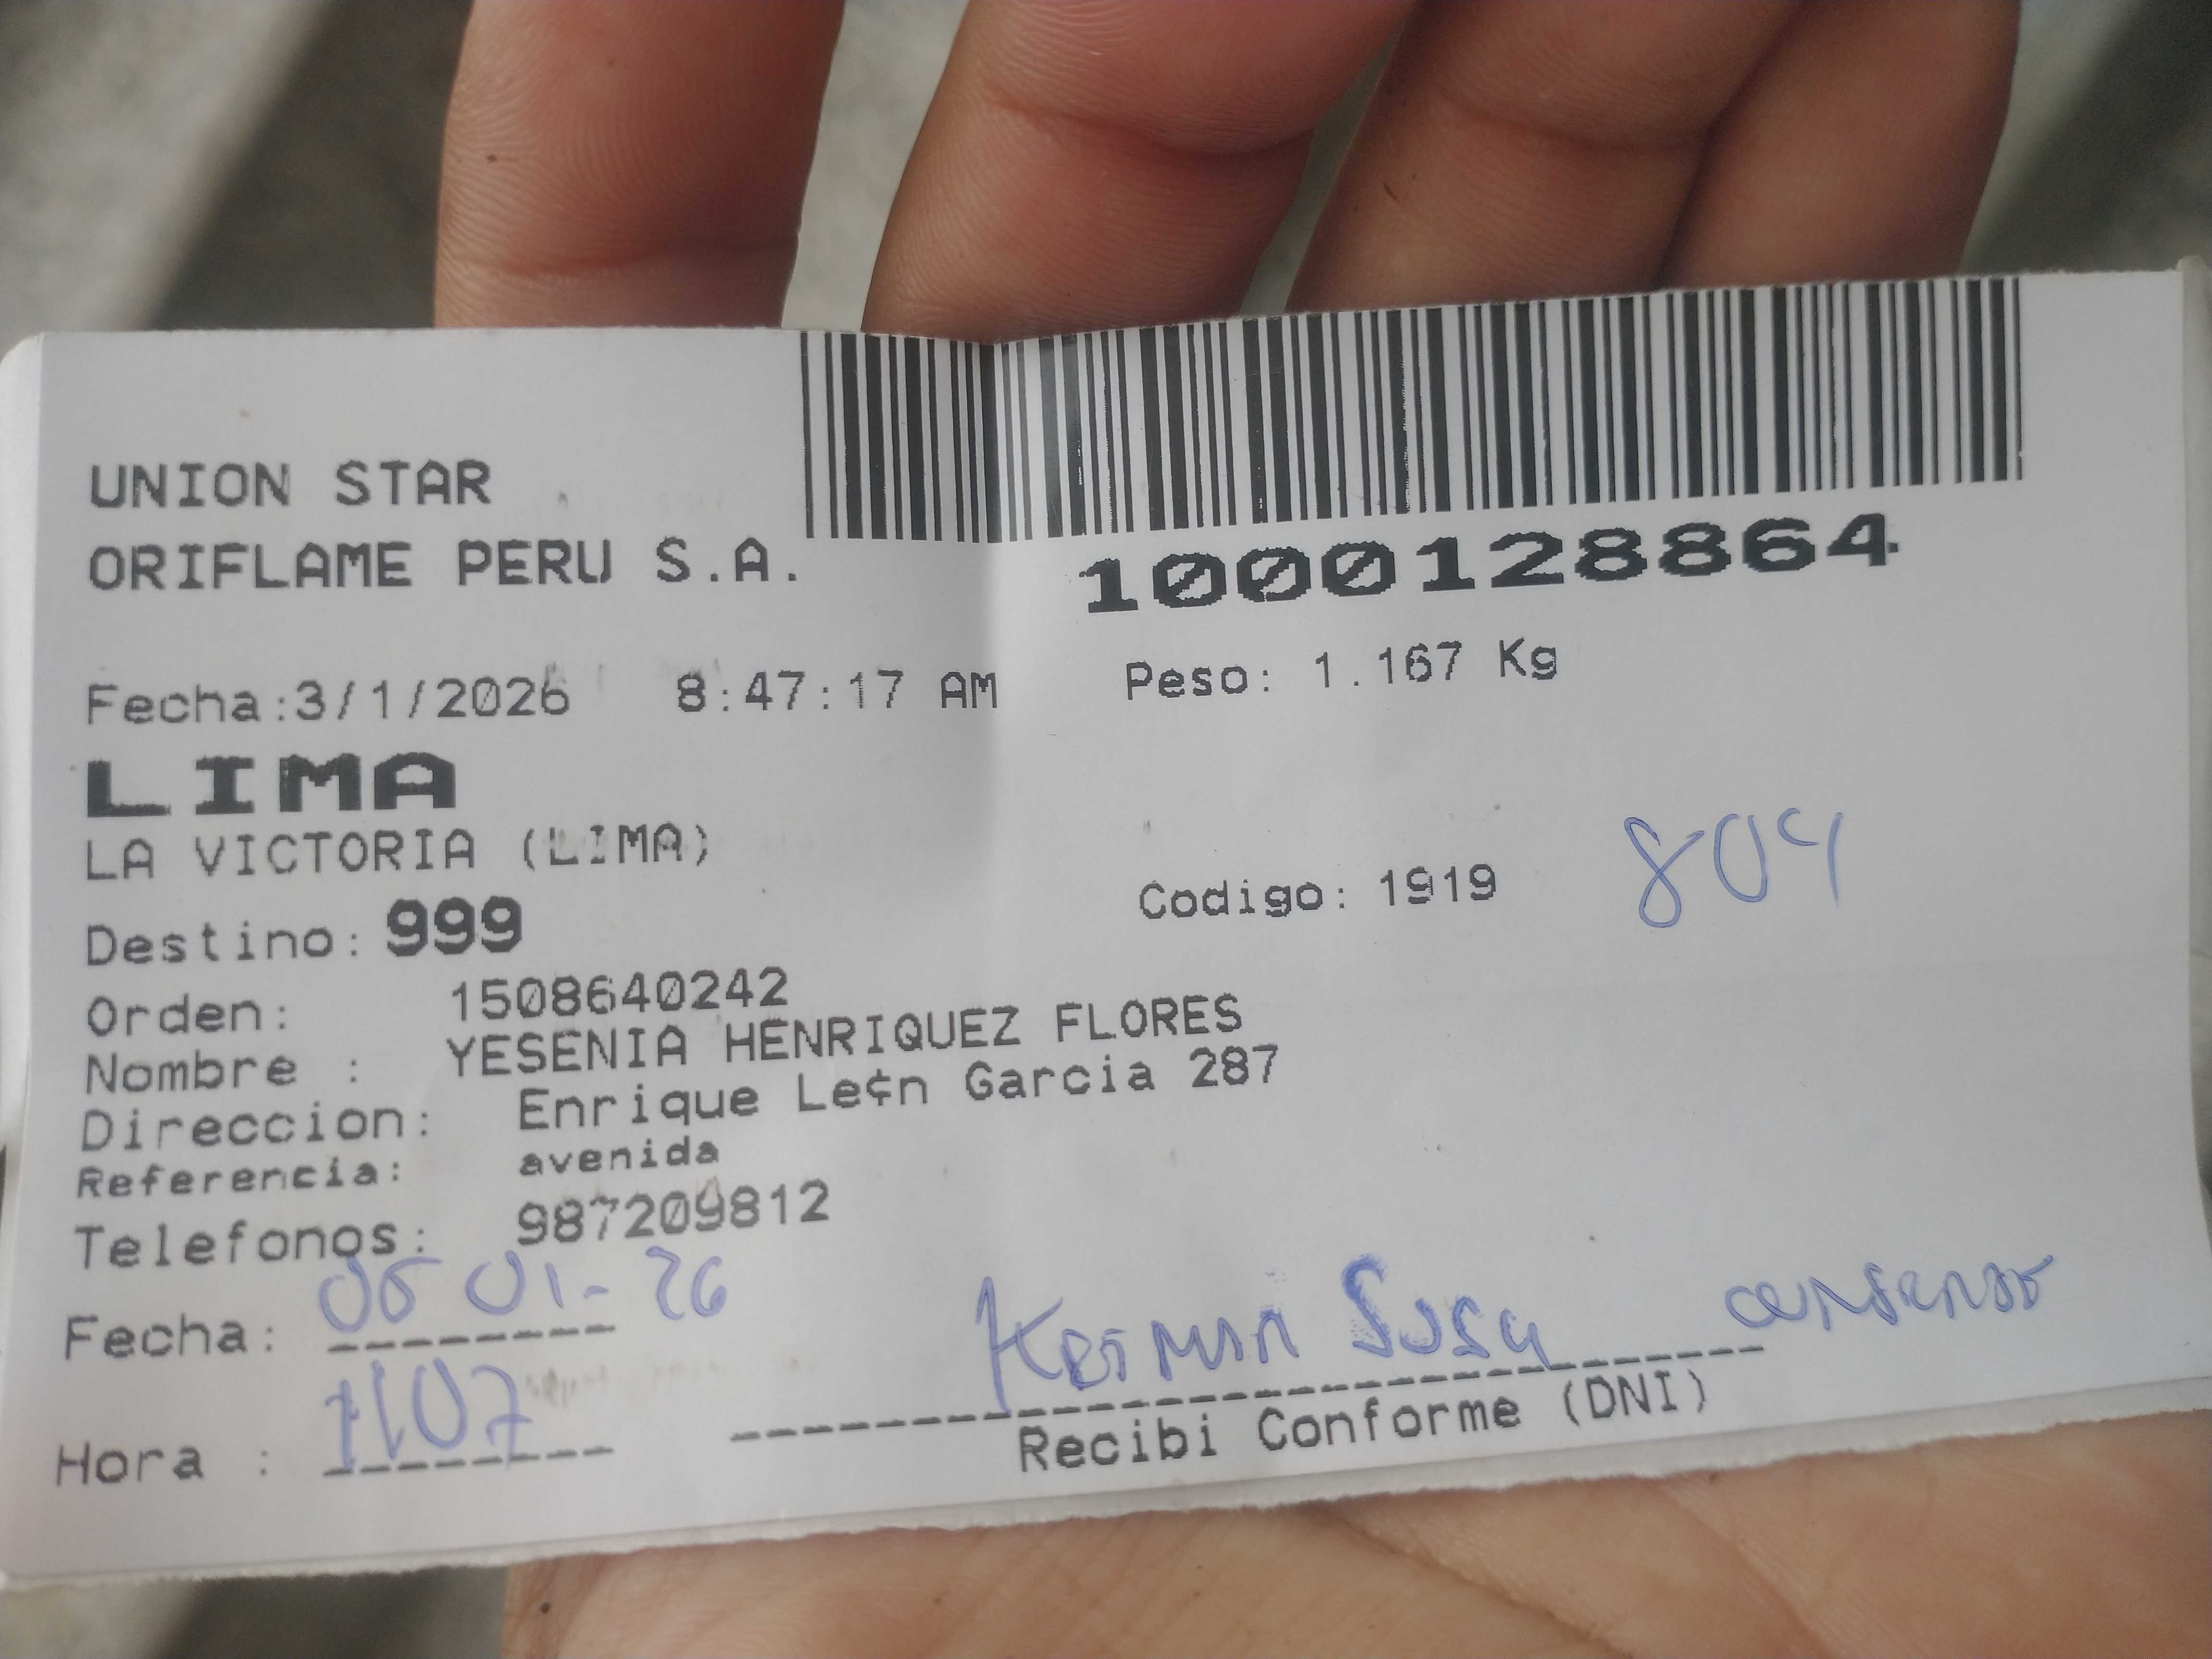 UNION STAR
ORIFLAME PERU S.A.
1000128864
Fecha:3/1/2026 8:47:17 AM
Peso: 1.167 Kg
LIMA
LA VICTORIA (LIMA)
Codigo: 1919
804
Destino: 999
Orden: 1508640242
Nombre : YESENIA HENRIQUEZ FLORES
Direccion: Enrique Le¢n Garcia 287
Referencia: avenida
Telefonos: 987209812
Fecha: 05 01-26
Hora : 1107
Susa
Recibi Conforme (DNI)